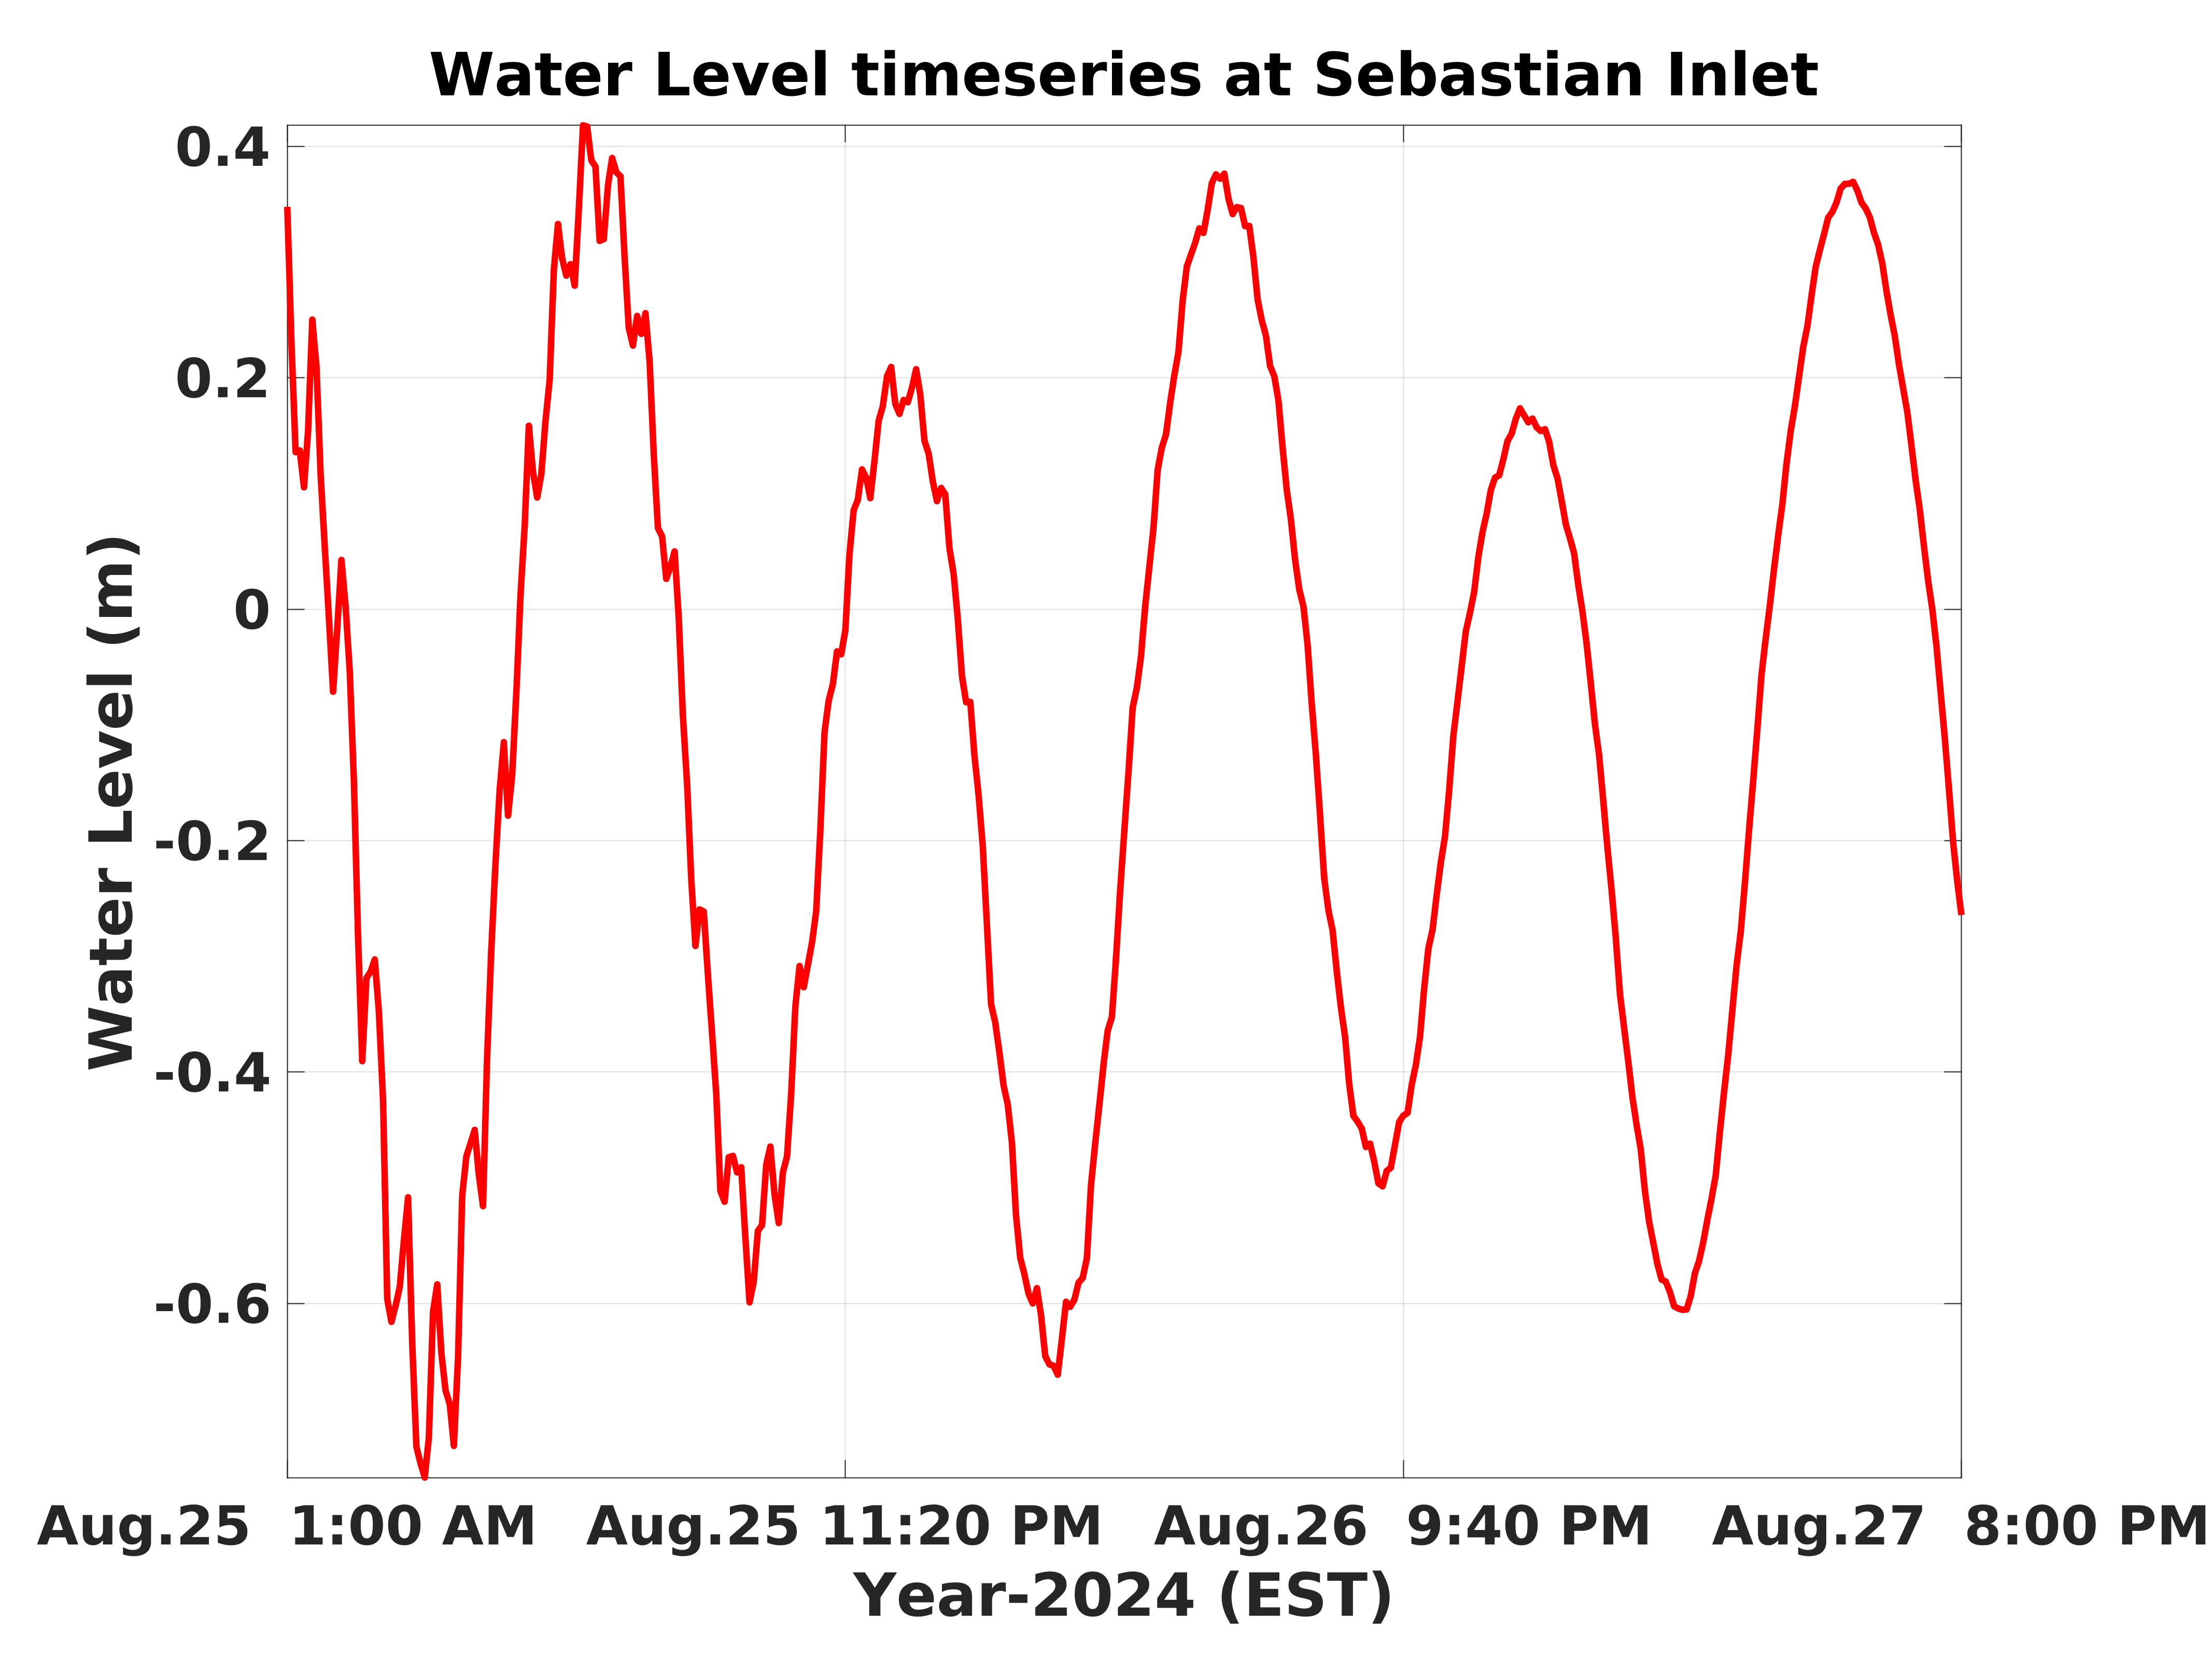 Water Level timeseries at Sebastian Inlet
0.4
0.2
0
-0.2
-0.4
-0.6
Water Level (m)
Aug.25  1:00 AM
Aug.25 11:20 PM
Aug.26  9:40 PM
Aug.27  8:00 PM
Year-2024 (EST)